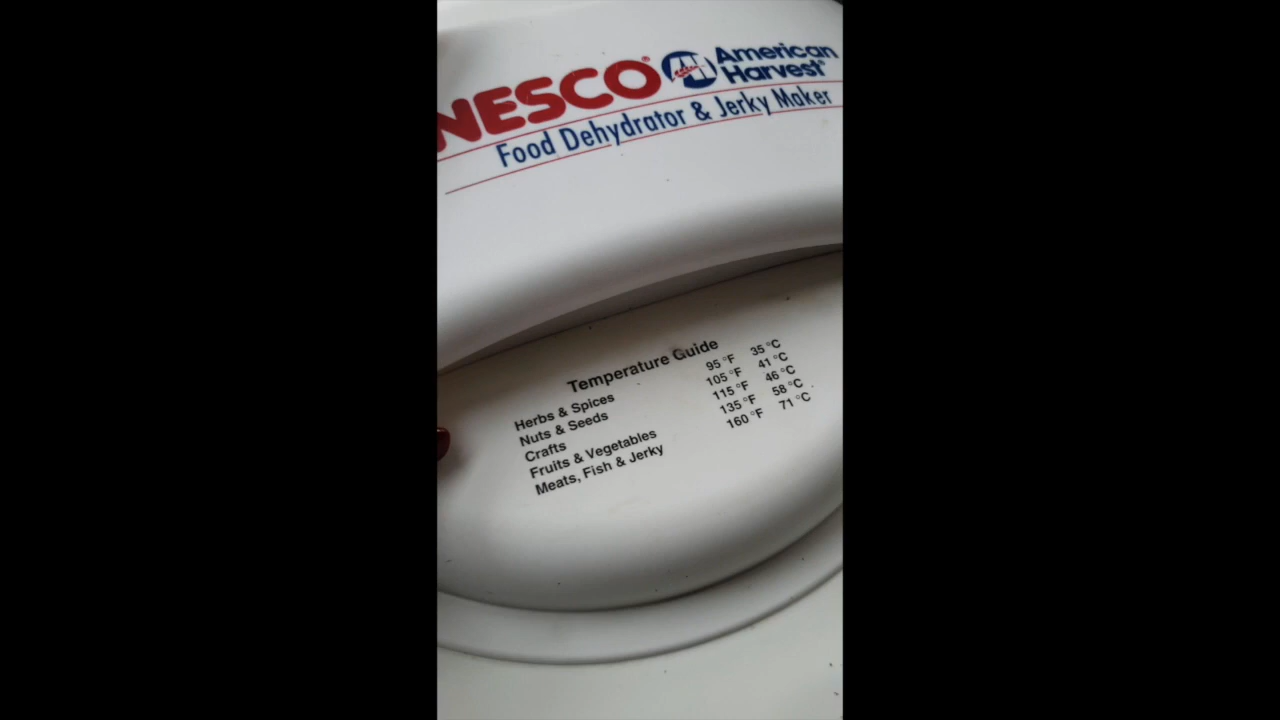 NESCO® American Harvest®
Food Dehydrator & Jerky Maker
Temperature Guide
Herbs & Spices 95 °F 35 °C
Nuts & Seeds 105 °F 41 °C
Crafts 115 °F 46 °C
Fruits & Vegetables 135 °F 58 °C
Meats, Fish & Jerky 160 °F 71 °C